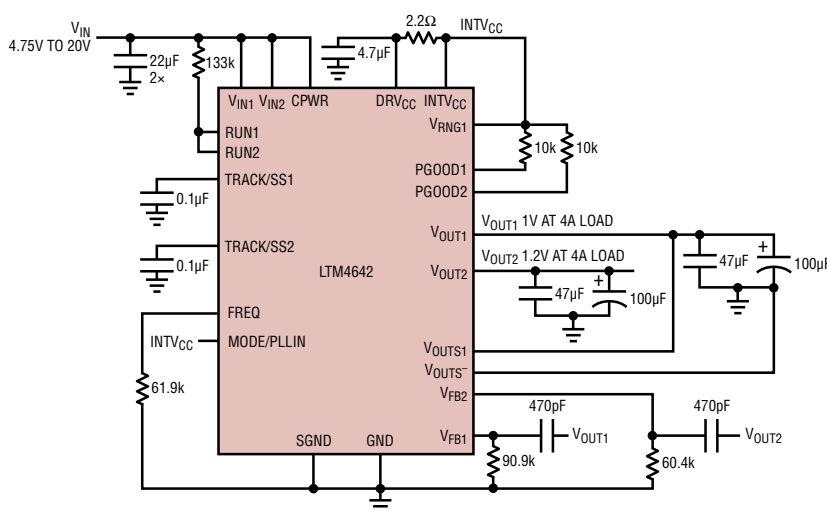 VIN
4.75V TO 20V
22µF
2×
133k
4.7µF
2.2Ω
INTVCC
VIN1 VIN2 CPWR DRVCC INTVCC
RUN1
RUN2
TRACK/SS1
0.1µF
TRACK/SS2
0.1µF
FREQ
INTVCC
MODE/PLLIN
61.9k
LTM4642
SGND GND
VRNG1
10k
10k
PGOOD1
PGOOD2
VOUT1
VOUT1 1V AT 4A LOAD
VOUT2
VOUT2 1.2V AT 4A LOAD
47µF
+
100µF
47µF
+
100µF
VOUTS1
VOUTS–
VFB2
VFB1
470pF
VOUT1
90.9k
470pF
VOUT2
60.4k